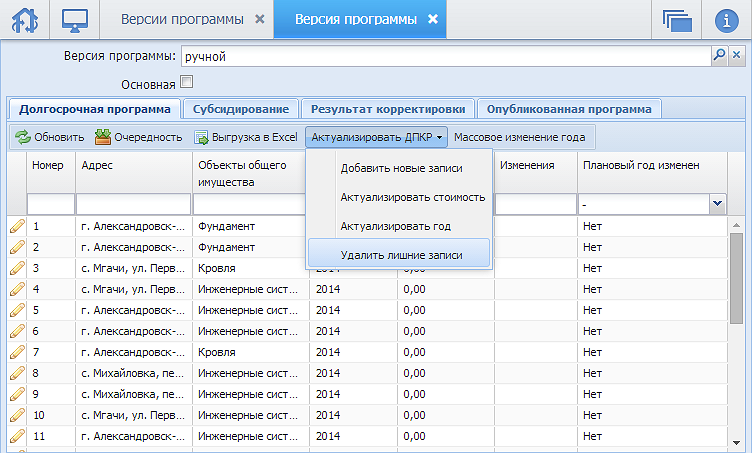 Версии программы
Версия программы
Версия программы: ручной
Основная
Долгосрочная программа Субсидирование Результат корректировки Опубликованная программа
Обновить Очередность Выгрузка в Excel Актуализировать ДПКР Массовое изменение года
Номер Адрес Объекты общего имущества Изменения Плановый год изменен
-
Добавить новые записи
Актуализировать стоимость
Актуализировать год
Удалить лишние записи
1 г. Александровск-... Фундамент Нет
2 г. Александровск-... Фундамент Нет
3 с. Мгачи, ул. Перв... Кровля 2014 0,00 Нет
4 с. Мгачи, ул. Перв... Инженерные сист... 2014 0,00 Нет
5 г. Александровск-... Инженерные сист... 2014 0,00 Нет
6 г. Александровск-... Инженерные сист... 2014 0,00 Нет
7 г. Александровск-... Кровля 2014 0,00 Нет
8 с. Михайловка, пе... Инженерные сист... 2014 0,00 Нет
9 с. Михайловка, пе... Инженерные сист... 2014 0,00 Нет
10 с. Мгачи, ул. Перв... Инженерные сист... 2014 0,00 Нет
11 г. Александровск-... Инженерные сист... 2014 0,00 Нет